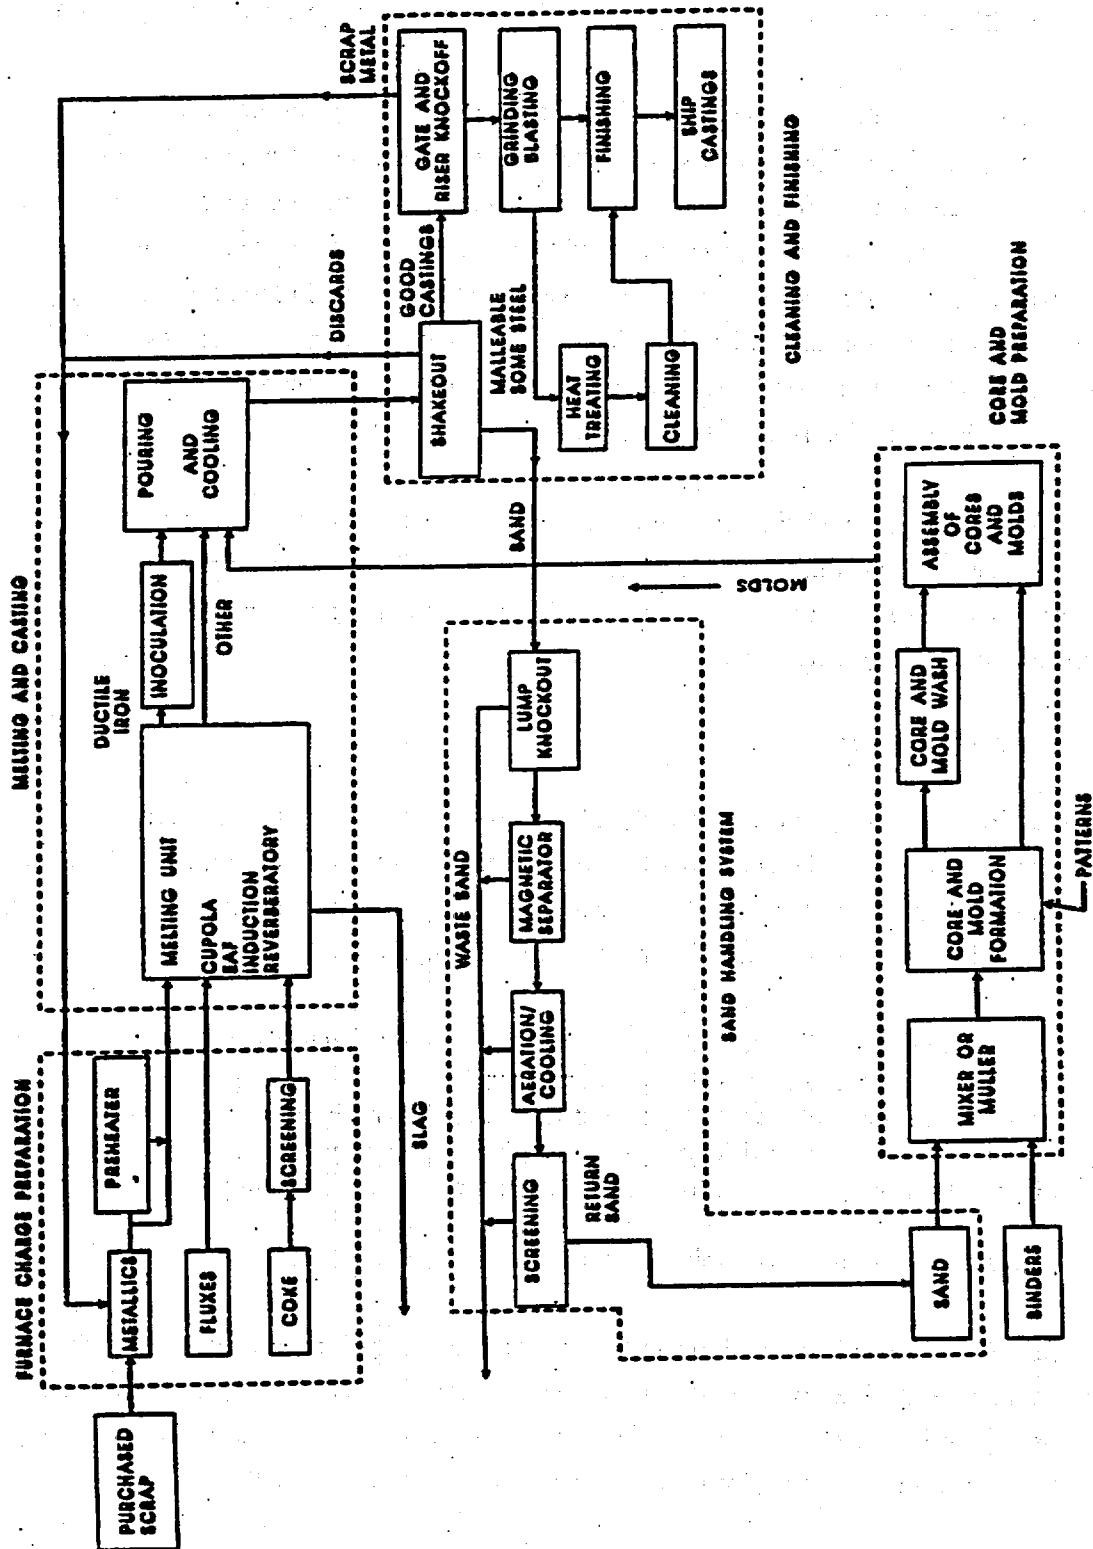 FURNACE CHARGE PREPARATION
PURCHASED
SCRAP
METALLICS
PREHEATER
FLUXES
COKE
SCREENING
MELTING AND CASTING
MELTING UNIT
CUPOLA
EAF
INDUCTION
REVERBERATORY
DUCTILE
IRON
INOCULATION
OTHER
POURING
AND
COOLING
SLAG
DISCARDS
SCRAP
METAL
SHAKEOUT
GOOD
CASTINGS
GATE AND
RISER KNOCKOFF
MALLEABLE
SOME STEEL
GRINDING
BLASTING
HEAT
TREATING
CLEANING
FINISHING
SHIP
CASTINGS
CLEANING AND FINISHING
SAND
WASTE SAND
SCREENING
AERATION/
COOLING
MAGNETIC
SEPARATOR
LUMP
KNOCKOUT
RETURN
SAND
SAND HANDLING SYSTEM
MOLDS
CORE AND
MOLD PREPARATION
SAND
BINDERS
MIXER OR
MULLER
CORE AND
MOLD
FORMATION
CORE AND
MOLD WASH
ASSEMBLY
OF
CORES
AND
MOLDS
PATTERNS